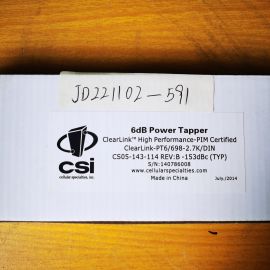 JD221102-591
6dB Power Tapper
ClearLink™ High Performance-PIM Certified
ClearLink-PT6/698-2.7K/DIN
CS05-143-114 REV:B -153dBc (TYP)
S/N:140786008
www.cellularspecialties.com
Made in China
July,/2014
csi
cellular specialties, inc.